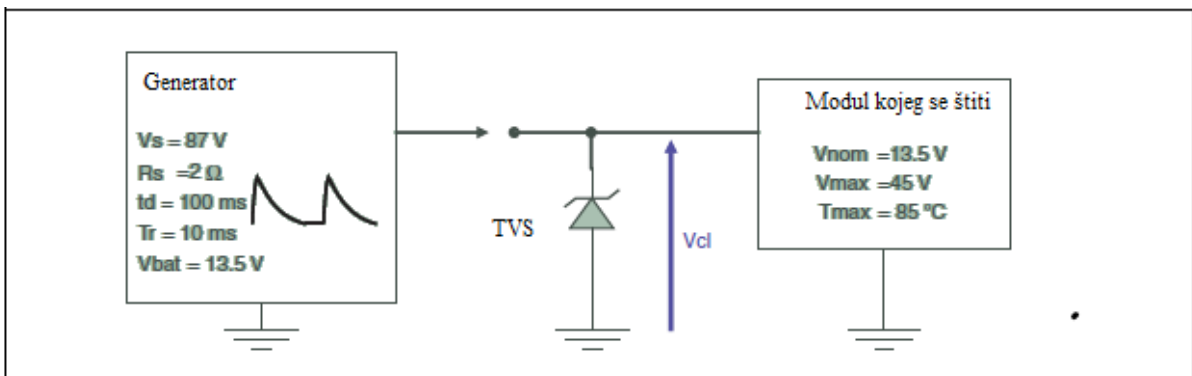 Generator
Vs = 87 V
Rs =2 Ω
td = 100 ms
Tr = 10 ms
Vbat = 13.5 V
TVS
Vcl
Modul kojeg se štiti
Vnom =13.5 V
Vmax =45 V
Tmax = 85 ºC